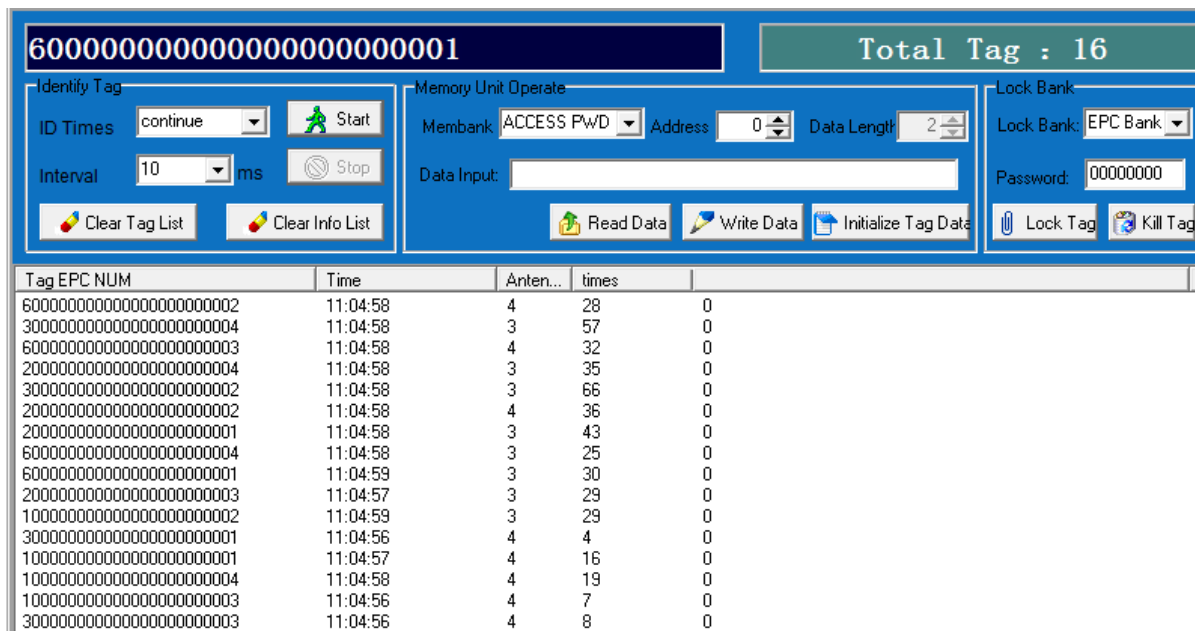 600000000000000000000001
Total Tag : 16
Identify Tag
Memory Unit Operate
Lock Bank
ID Times continue Start
Membank ACCESS PWD Address 0 Data Length 2
Lock Bank: EPC Bank
Interval 10 ms Stop
Data Input:
Password: 00000000
Clear Tag List Clear Info List
Read Data Write Data Initialize Tag Data
Lock Tag Kill Tag
Tag EPC NUM Time Anten... times
600000000000000000000002 11:04:58 4 28 0
300000000000000000000004 11:04:58 3 57 0
600000000000000000000003 11:04:58 4 32 0
200000000000000000000004 11:04:58 3 35 0
300000000000000000000002 11:04:58 3 66 0
200000000000000000000002 11:04:58 4 36 0
200000000000000000000001 11:04:58 3 43 0
600000000000000000000004 11:04:58 3 25 0
600000000000000000000001 11:04:59 3 30 0
200000000000000000000003 11:04:57 3 29 0
100000000000000000000002 11:04:59 3 29 0
300000000000000000000001 11:04:56 4 4 0
100000000000000000000001 11:04:57 4 16 0
100000000000000000000004 11:04:58 4 19 0
100000000000000000000003 11:04:56 4 7 0
300000000000000000000003 11:04:56 4 8 0